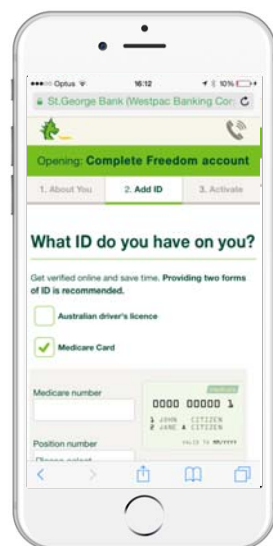 Optus 16:12 10%
St.George Bank (Westpac Banking Cor
Opening: Complete Freedom account
1. About You 2. Add ID 3. Activate
What ID do you have on you?
Get verified online and save time. Providing two forms
of ID is recommended.
Australian driver's licence
Medicare Card
Medicare number
0000 00000 1
1 JOHN CITIZEN
2 JANE A CITIZEN
VALID TO MM/YYYY
Position number
Please select